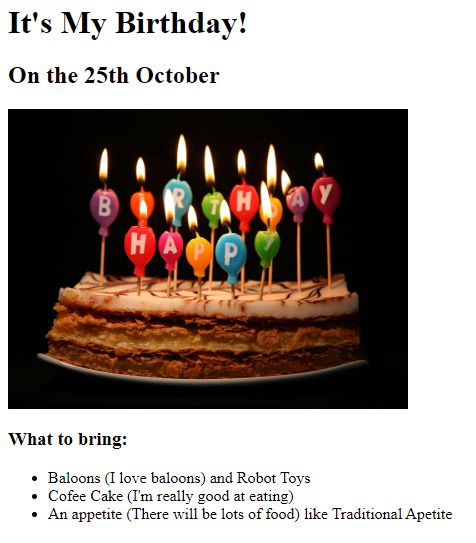 It's My Birthday!
On the 25th October
B I R T H D A Y
H A P P Y
What to bring:
Baloons (I love baloons) and Robot Toys
Cofee Cake (I'm really good at eating)
An appetite (There will be lots of food) like Traditional Apetite